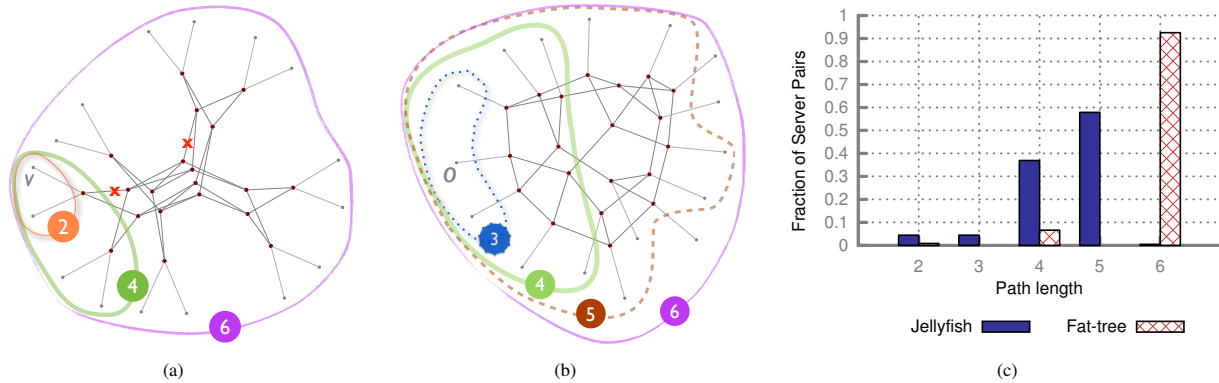 v
x
x
2
4
6
(a)
O
3
4
5
6
(b)
Fraction of Server Pairs
1
0.9
0.8
0.7
0.6
0.5
0.4
0.3
0.2
0.1
0
2 3 4 5 6
Path length
Jellyfish Fat-tree
(c)